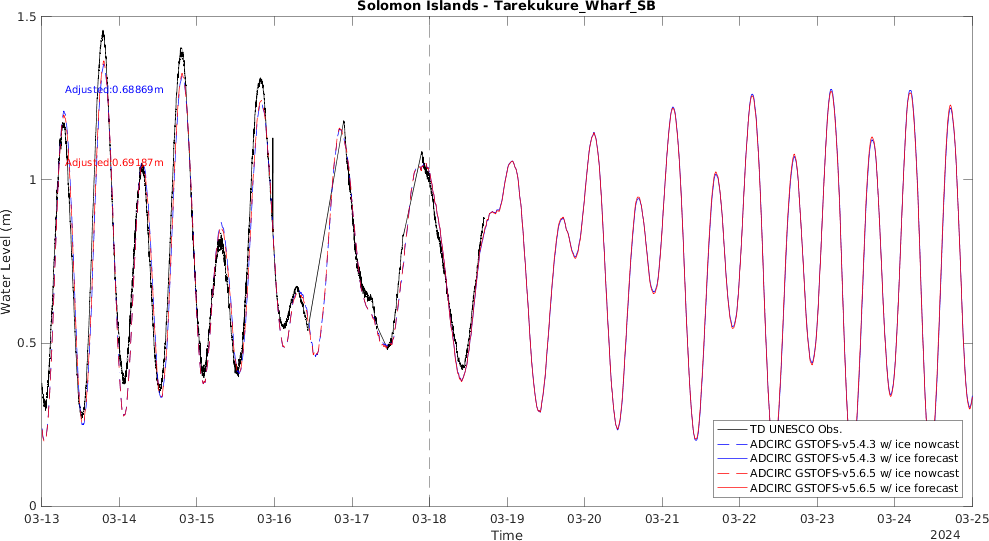 Solomon Islands - Tarekukure_Wharf_SB
1.5
Adjusted:0.68869m
Adjusted:0.69187m
1
Water Level (m)
0.5
0
TD UNESCO Obs.
ADCIRC GSTOFS-v5.4.3 w/ ice nowcast
ADCIRC GSTOFS-v5.4.3 w/ ice forecast
ADCIRC GSTOFS-v5.6.5 w/ ice nowcast
ADCIRC GSTOFS-v5.6.5 w/ ice forecast
03-13 03-14 03-15 03-16 03-17 03-18 03-19 03-20 03-21 03-22 03-23 03-24 03-25
Time
2024